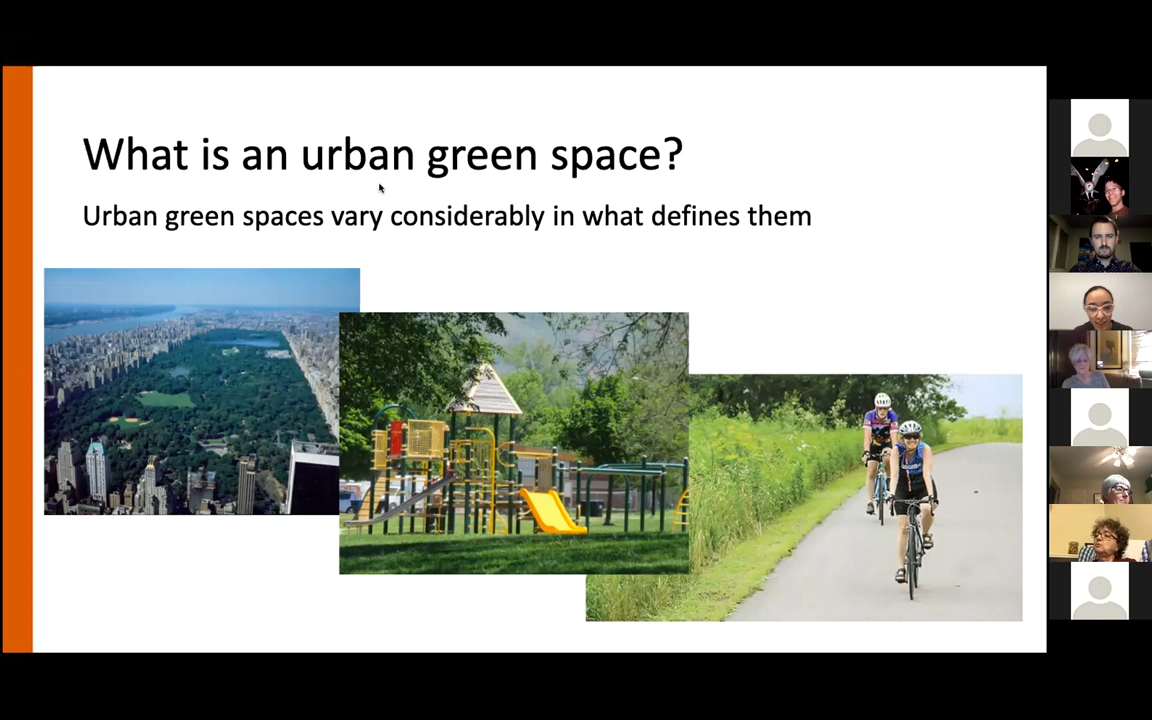 What is an urban green space?
Urban green spaces vary considerably in what defines them